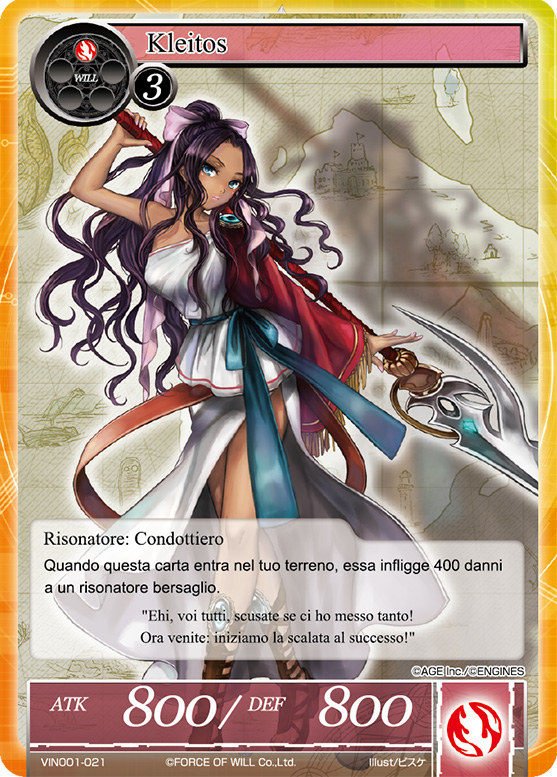 Kleitos
WILL
3
Risonatore: Condottiero
Quando questa carta entra nel tuo terreno, essa infligge 400 danni
a un risonatore bersaglio.
"Ehi, voi tutti, scusate se ci ho messo tanto!
Ora venite: iniziamo la scalata al successo!"
©AGE Inc./©ENGINES
ATK 800/ DEF 800
VIN001-021 ©FORCE OF WILL Co.,Ltd. Illust/ピスケ